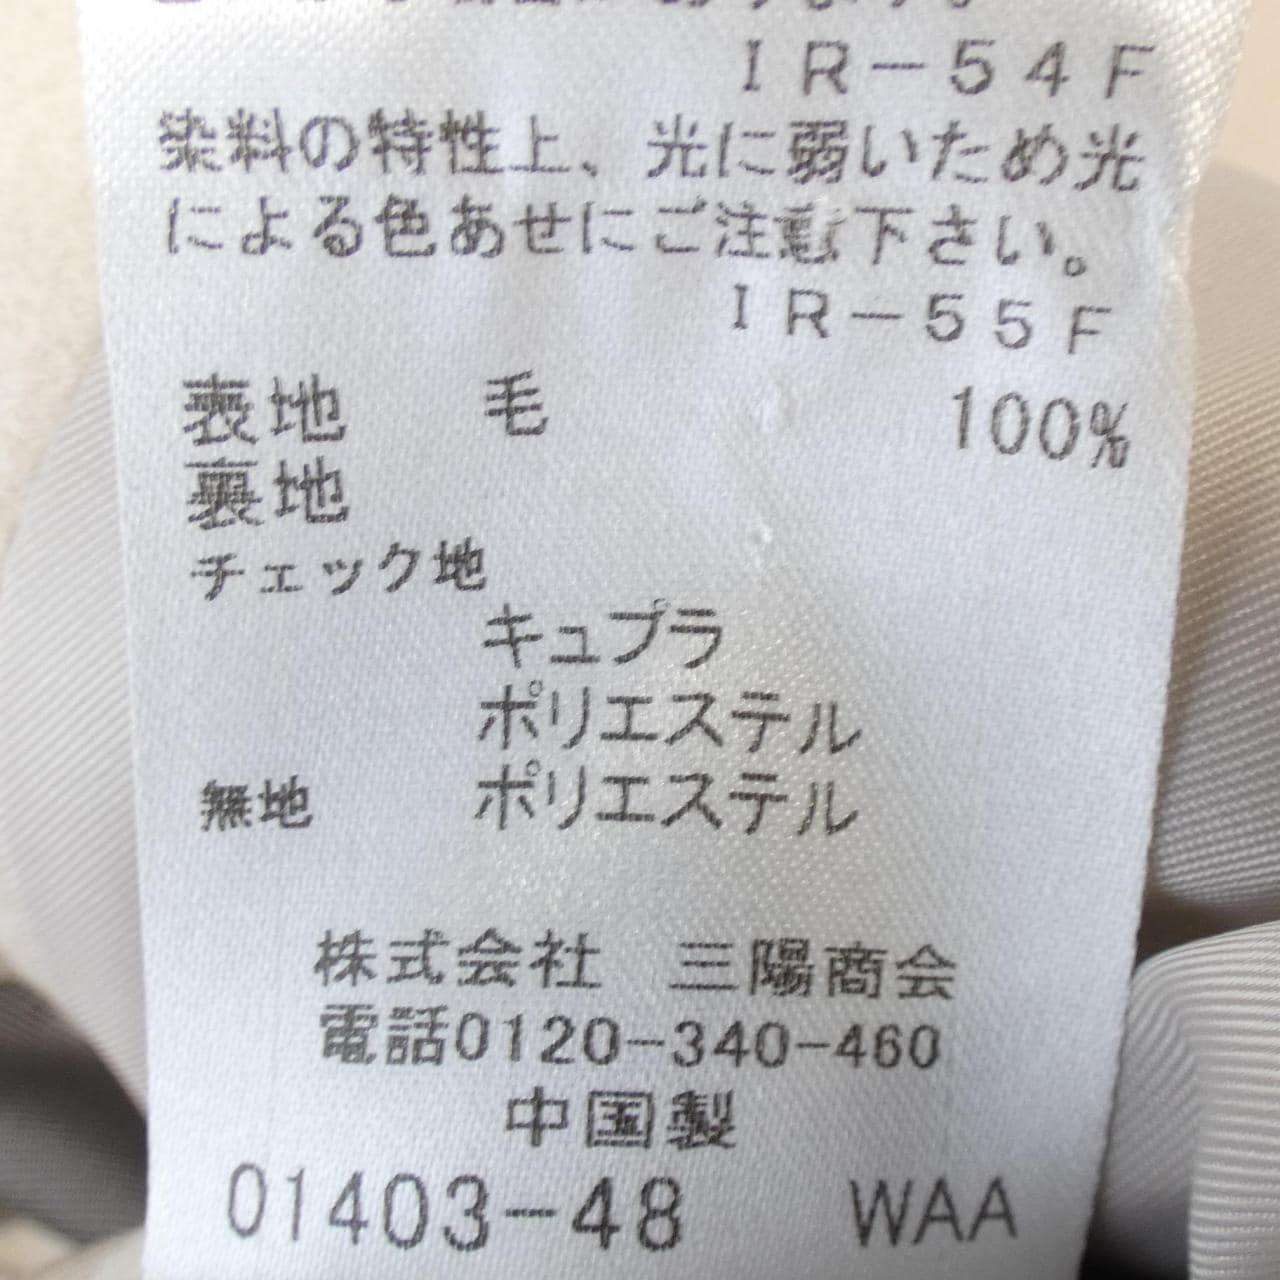 IR-54F
染料の特性上、光に弱いため光
による色あせにご注意下さい。
IR-55F
表地 毛 100%
裏地
チェック地
キュプラ
ポリエステル
無地 ポリエステル
株式会社 三陽商会
電話0120-340-460
中国製
01403-48 WAA